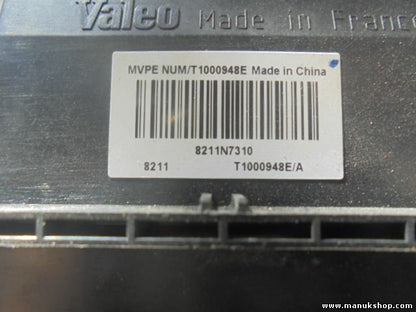 Valeo Made in France
MVPE NUM/T1000948E Made in China
8211N7310
8211 T1000948E/A
www.manukshop.com